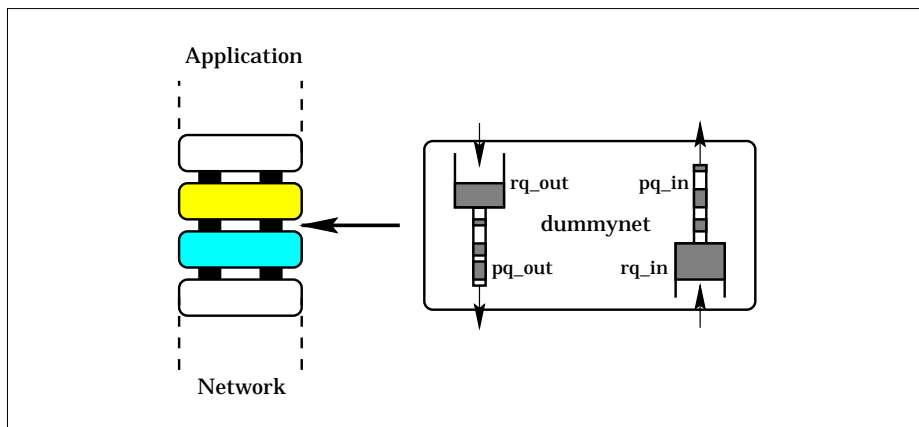 Application
rq_out
pq_in
dummynet
pq_out
rq_in
Network